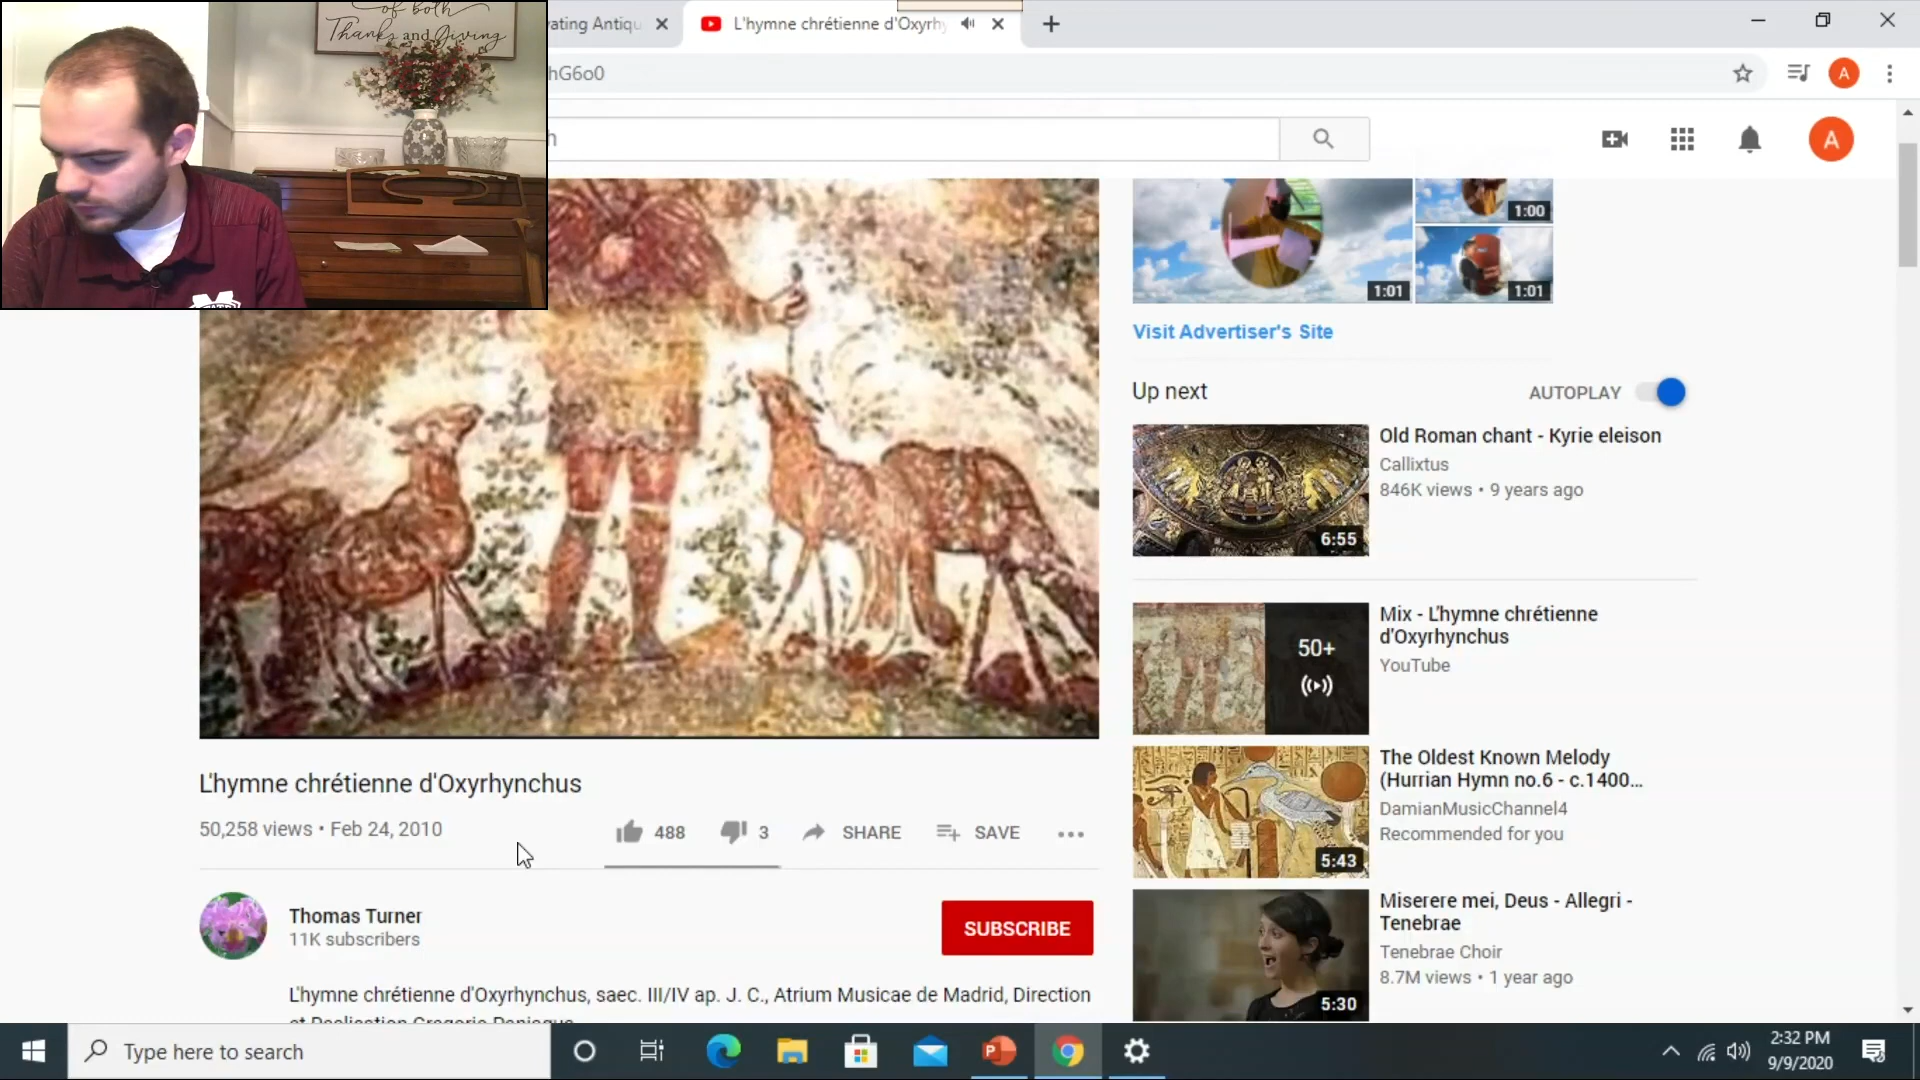 of both
Thanks and Giving
vating Antiqu
L'hymne chrétienne d'Oxyrhy
hG6o0
A
A
1:00
1:01
1:01
Visit Advertiser's Site
Up next
AUTOPLAY
Old Roman chant - Kyrie eleison
Callixtus
846K views • 9 years ago
6:55
Mix - L'hymne chrétienne
d'Oxyrhynchus
YouTube
50+
The Oldest Known Melody
(Hurrian Hymn no.6 - c.1400...
DamianMusicChannel4
Recommended for you
5:43
Miserere mei, Deus - Allegri -
Tenebrae
Tenebrae Choir
8.7M views • 1 year ago
5:30
L'hymne chrétienne d'Oxyrhynchus
50,258 views • Feb 24, 2010
488
3
SHARE
SAVE
Thomas Turner
11K subscribers
SUBSCRIBE
L'hymne chrétienne d'Oxyrhynchus, saec. III/IV ap. J. C., Atrium Musicae de Madrid, Direction
Type here to search
2:32 PM
9/9/2020